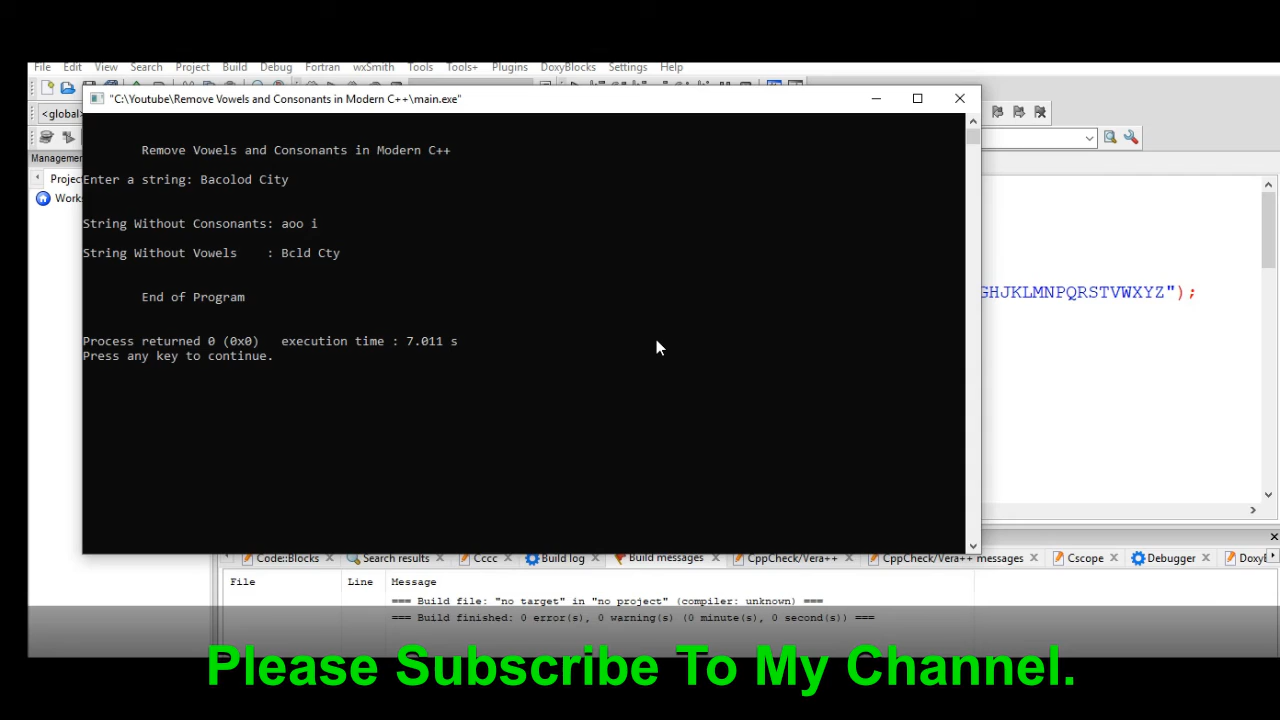 File Edit View Search Project Build Debug Fortran wxSmith Tools Tools+ Plugins DoxyBlocks Settings Help
"C:\Youtube\Remove Vowels and Consonants in Modern C++\main.exe"
<global>
Management
Projec
Works
Remove Vowels and Consonants in Modern C++
Enter a string: Bacolod City
String Without Consonants: aoo i
String Without Vowels    : Bcld Cty
GHJKLMNPQRSTVWXYZ");
End of Program
Process returned 0 (0x0)   execution time : 7.011 s
Press any key to continue.
Code::Blocks Search results Cccc Build log Build messages CppCheck/Vera++ CppCheck/Vera++ messages Cscope Debugger DoxyBl
File Line Message
=== Build file: "no target" in "no project" (compiler: unknown) ===
=== Build finished: 0 error(s), 0 warning(s) (0 minute(s), 0 second(s)) ===
Please Subscribe To My Channel.